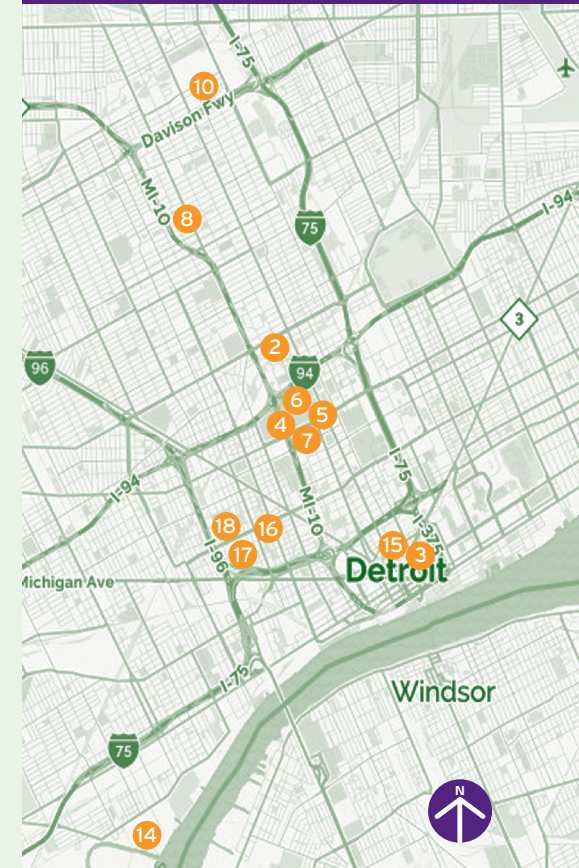 I-75
10
Davison Fwy
MI-10
8
75
I-94
3
2
96
94
6
5
4
7
I-75
I-94
MI-10
18
16
I-375
I-96
17
15
3
Detroit
Michigan Ave
Windsor
I-75
75
N
14